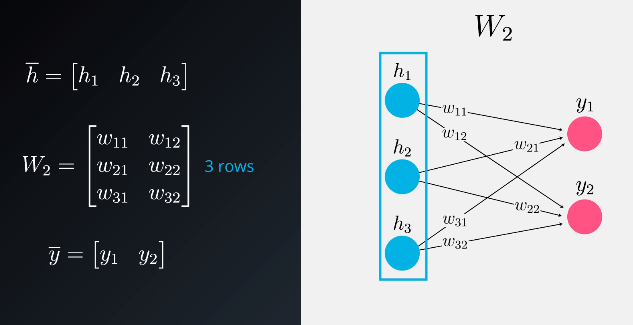 h̅ = [h₁ h₂ h₃]
W₂ = [w₁₁ w₁₂
w₂₁ w₂₂
w₃₁ w₃₂]
3 rows
y̅ = [y₁ y₂]
W₂
h₁
h₂
h₃
w₁₁
w₁₂
w₂₁
w₂₂
w₃₁
w₃₂
y₁
y₂